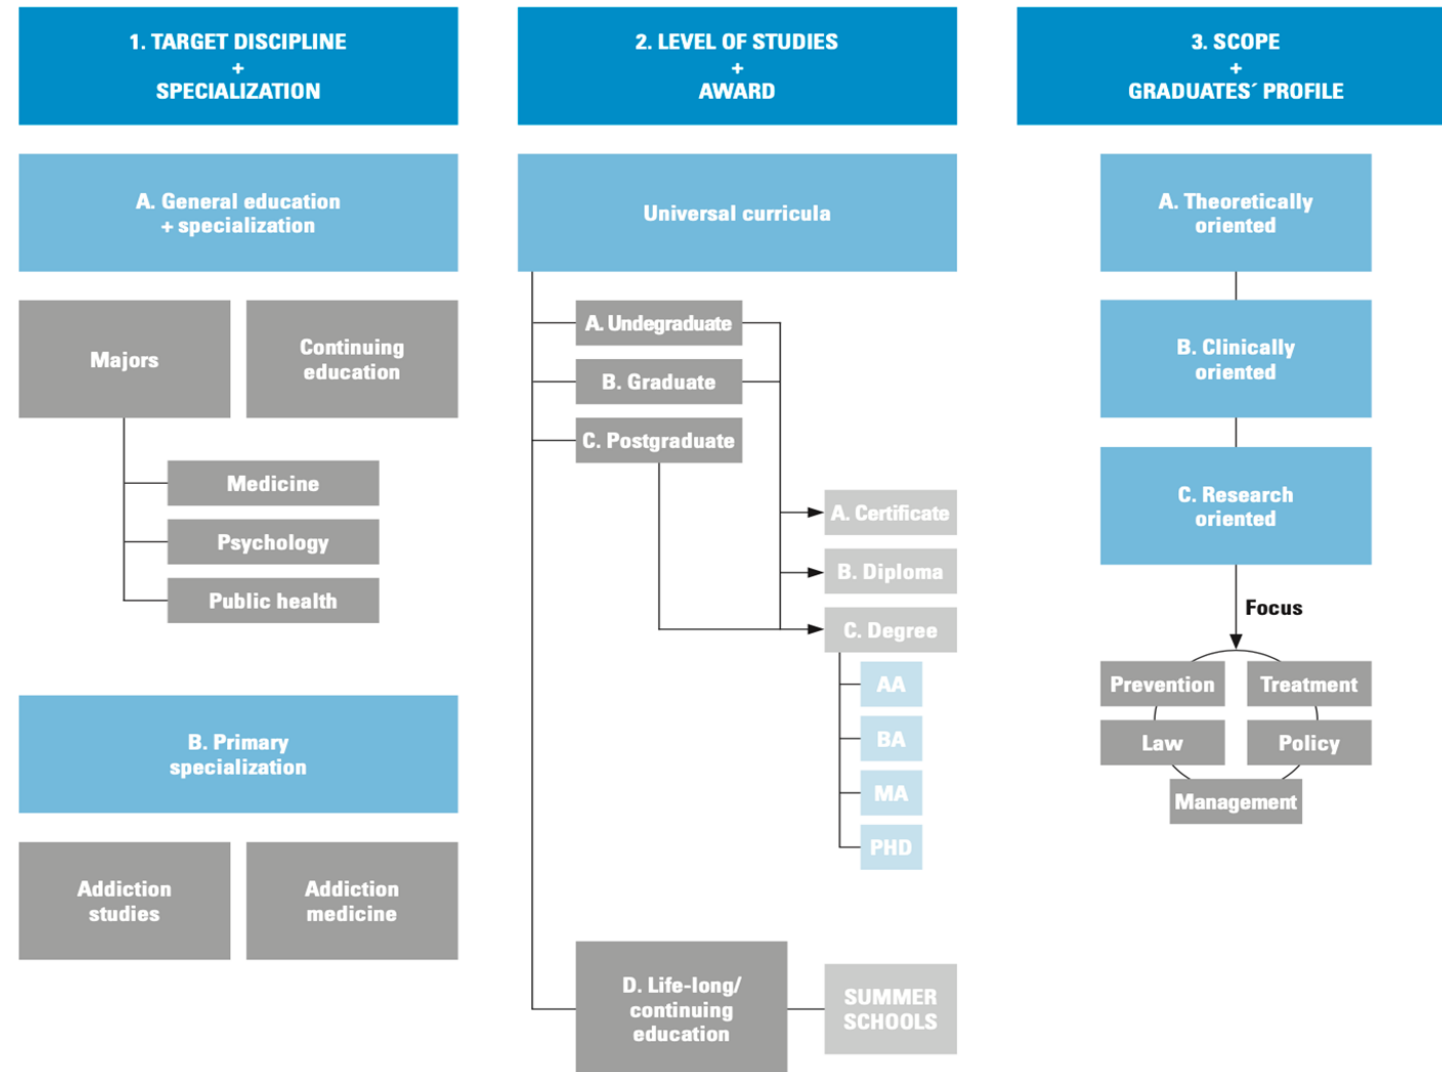 1. TARGET DISCIPLINE
+
SPECIALIZATION
A. General education
+ specialization
Majors
Continuing
education
Medicine
Psychology
Public health
B. Primary
specialization
Addiction
studies
Addiction
medicine
2. LEVEL OF STUDIES
+
AWARD
Universal curricula
A. Undegraduate
B. Graduate
C. Postgraduate
A. Certificate
B. Diploma
C. Degree
AA
BA
MA
PHD
D. Life-long/
continuing
education
SUMMER
SCHOOLS
3. SCOPE
+
GRADUATES´ PROFILE
A. Theoretically
oriented
B. Clinically
oriented
C. Research
oriented
Focus
Prevention
Treatment
Law
Policy
Management